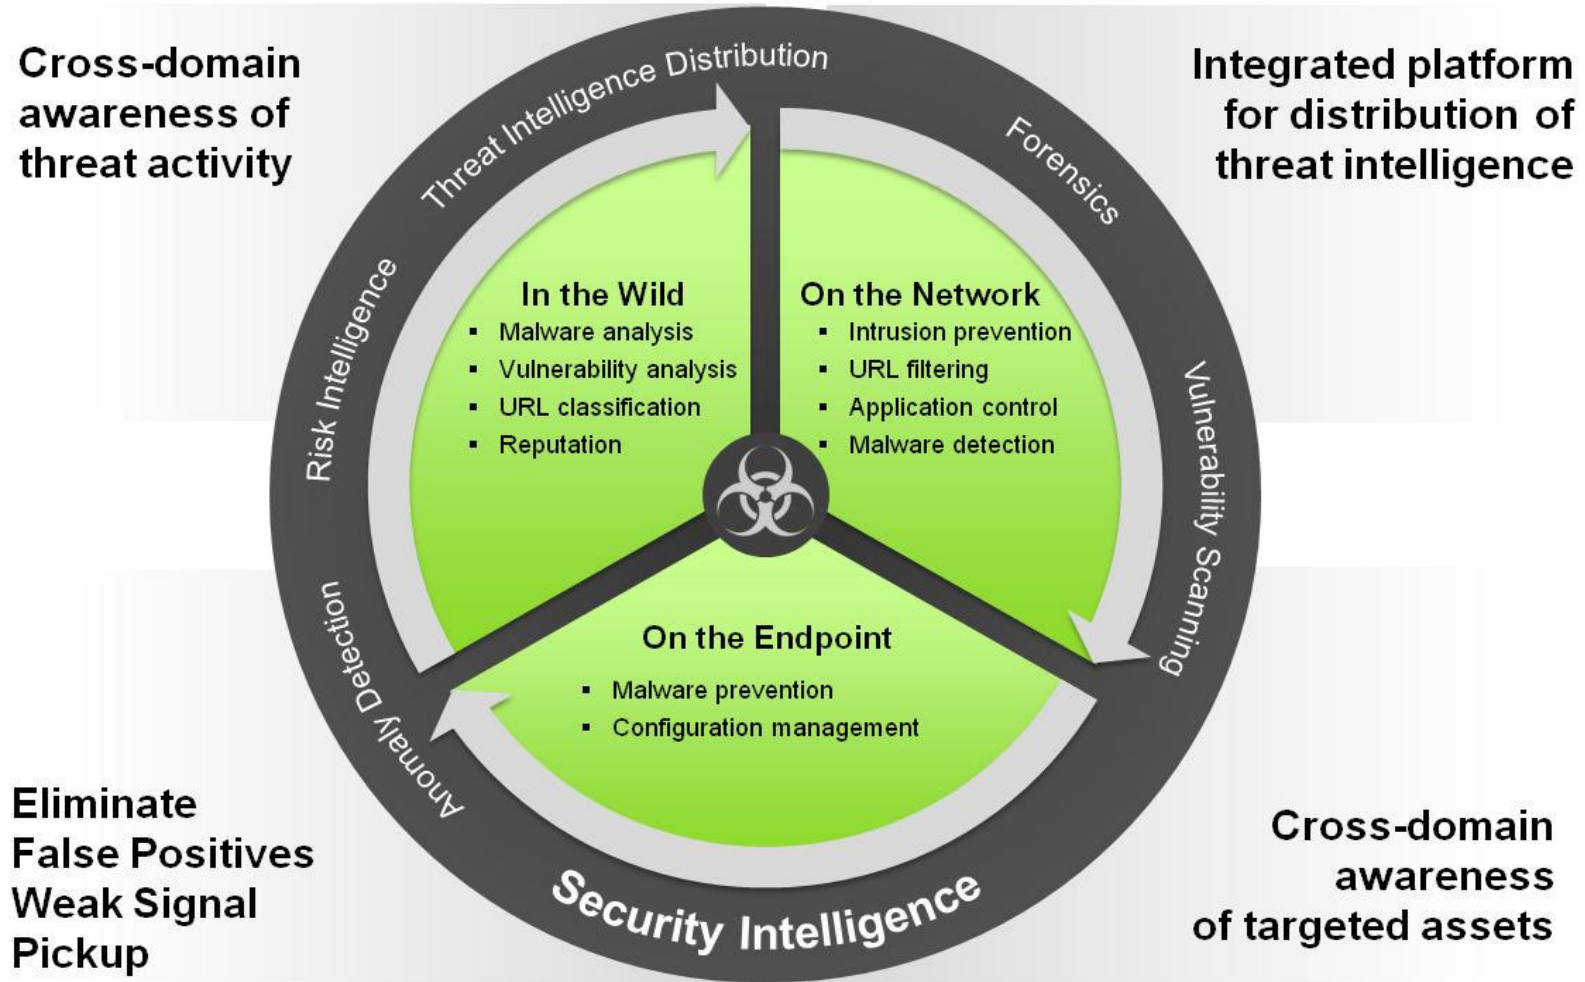 Cross-domain
awareness of
threat activity
Integrated platform
for distribution of
threat intelligence
Threat Intelligence Distribution
Forensics
Risk Intelligence
Vulnerability Scanning
Anomaly Detection
In the Wild
▪ Malware analysis
▪ Vulnerability analysis
▪ URL classification
▪ Reputation
On the Network
▪ Intrusion prevention
▪ URL filtering
▪ Application control
▪ Malware detection
On the Endpoint
▪ Malware prevention
▪ Configuration management
Security Intelligence
Eliminate
False Positives
Weak Signal
Pickup
Cross-domain
awareness
of targeted assets